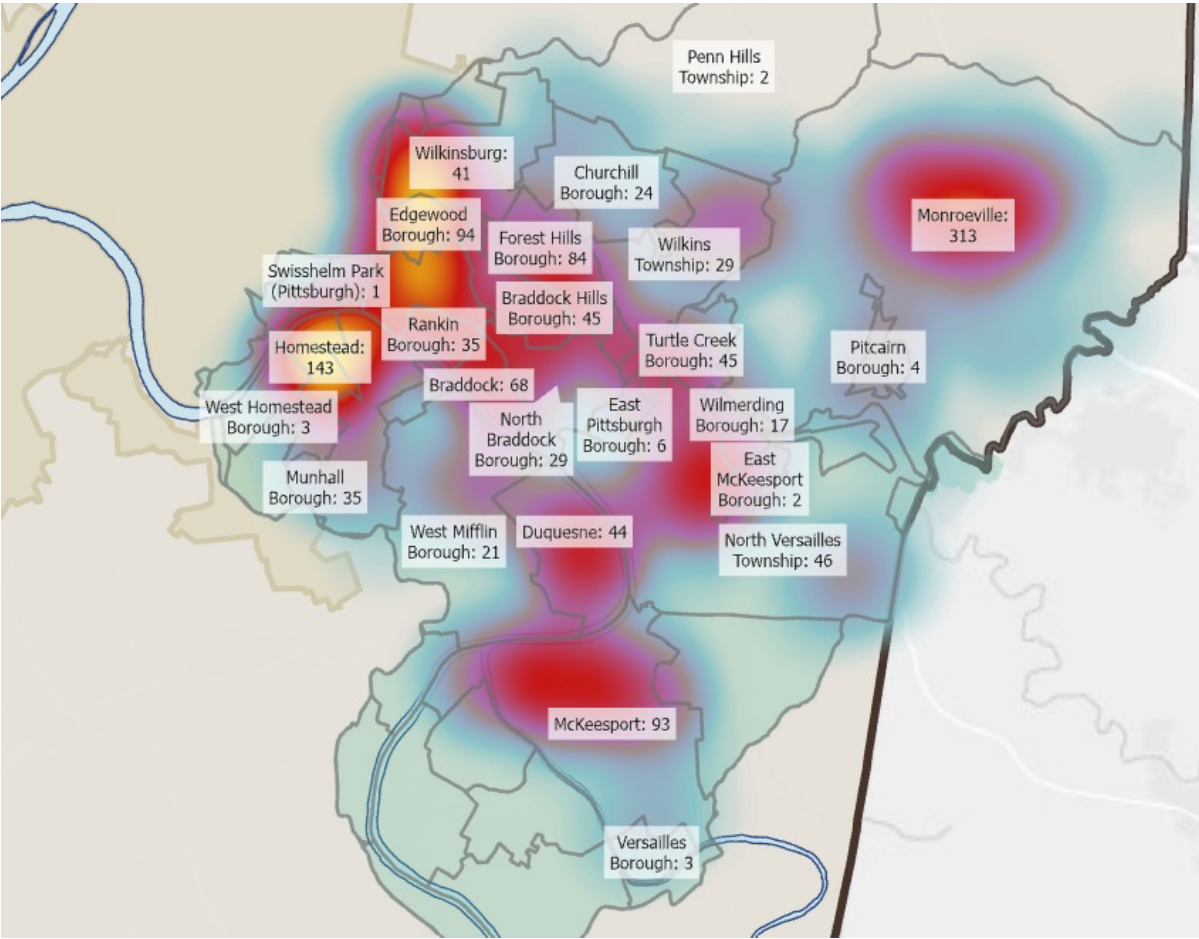 Penn Hills
Township: 2
Wilkinsburg:
41
Churchill
Borough: 24
Edgewood
Borough: 94
Monroeville:
313
Forest Hills
Borough: 84
Wilkins
Township: 29
Swisshelm Park
(Pittsburgh): 1
Braddock Hills
Borough: 45
Rankin
Borough: 35
Homestead:
143
Turtle Creek
Borough: 45
Pitcairn
Borough: 4
Braddock: 68
West Homestead
Borough: 3
North
Braddock
Borough: 29
East
Pittsburgh
Borough: 6
Wilmerding
Borough: 17
East
McKeesport
Borough: 2
Munhall
Borough: 35
West Mifflin
Borough: 21
Duquesne: 44
North Versailles
Township: 46
McKeesport: 93
Versailles
Borough: 3